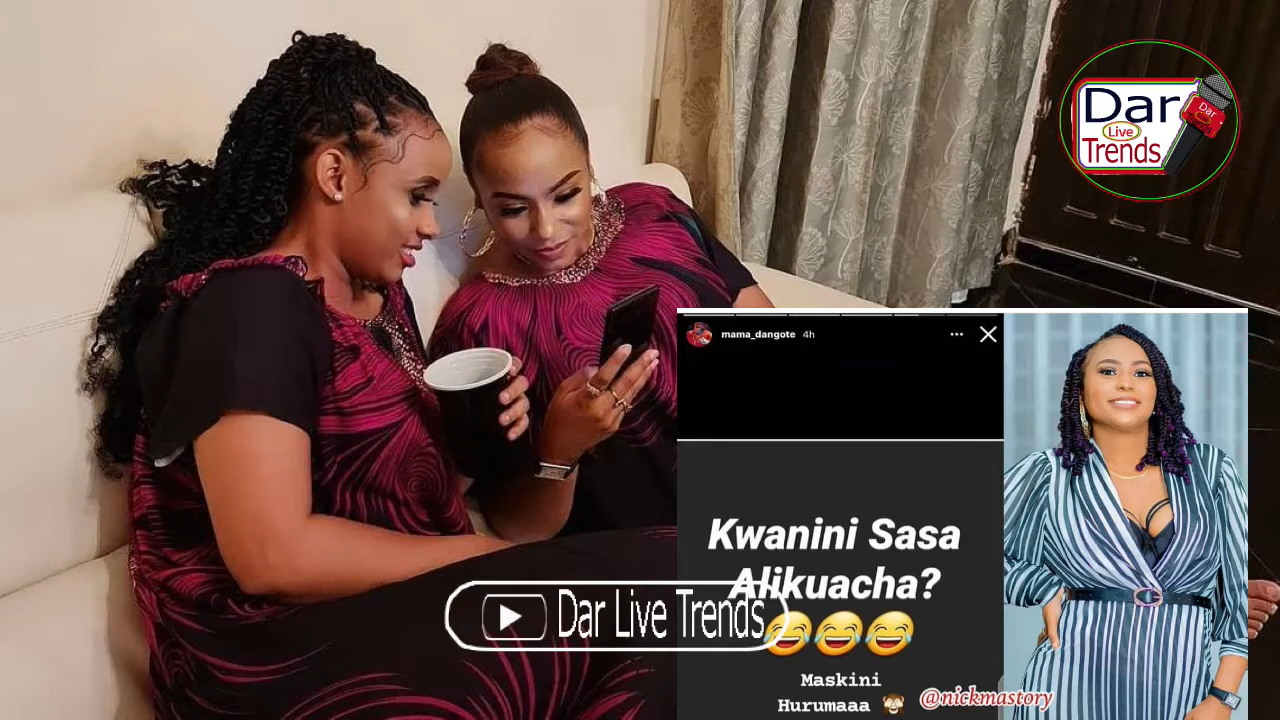 Dar
Live
Trends
Dar
mama_dangote 4h
Kwanini Sasa
Alikuacha?
😂😂😂
Dar Live Trends
Maskini
Hurumaaa 🙈
@nickmastory